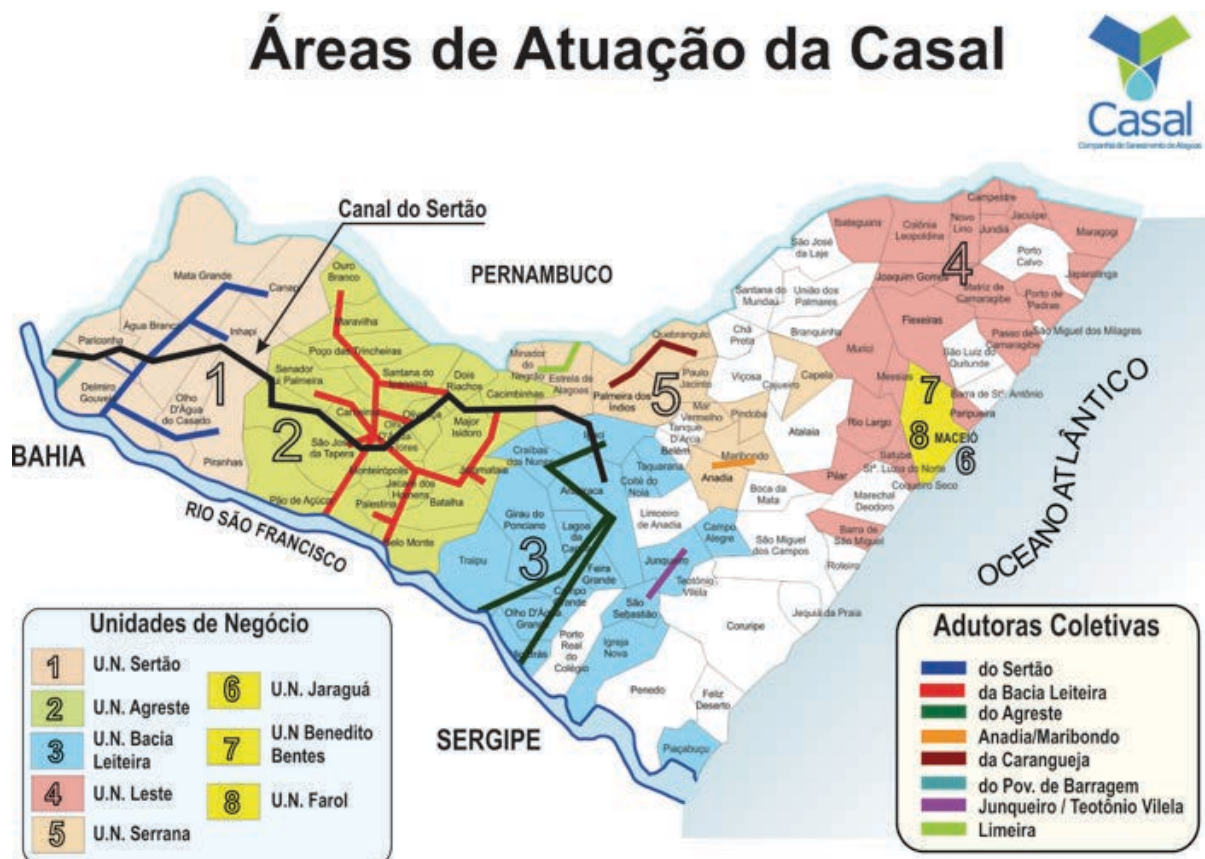 Áreas de Atuação da Casal
Casal
Companhia de Saneamento de Alagoas
Canal do Sertão
PERNAMBUCO
BAHIA
RIO SÃO FRANCISCO
SERGIPE
OCEANO ATLÂNTICO
Mata Grande
Canapi
Água Branca
Inhapi
Pariconha
Delmiro
Gouveia
Olho
D'Água
do Casado
Piranhas
1
Ouro
Branco
Maravilha
Poço das Trincheiras
Senador
Palmeira
Santana do
Dois
Riachos
Major
Isidoro
São José
da Tapera
Monteirópolis
Jacaré dos
Homens
Palestina
Batalha
Pão de Açúcar
Belo Monte
2
Cacimbinhas
Minador
do Negrão
Estrela de
Alagoas
Palmeira dos
Índios
Quebrangulo
Paulo
Jacinto
Mar
Vermelho
Pindoba
Tanque
D'Arca
Belém
Maribondo
Anadia
Capela
5
Craíbas
dos Nunes
Taquarana
Coité do
Noia
Girau do
Ponciano
Lagoa
da
Feira
Grande
Traipu
Campo
Grande
Olho D'Água
Grande
São
Sebastião
Igreja
Nova
Junqueiro
Campo
Alegre
Teotônio
Vilela
Piaçabuçu
3
Limoeiro
de Anadia
Porto
Real do
Colégio
Penedo
Feliz
Deserto
Coruripe
Jequiá da Praia
Roteiro
São Miguel
dos Campos
Boca da
Mata
Marechal
Deodoro
Barra de
São Miguel
Pilar
Atalaia
Cajueiro
Viçosa
Chã
Preta
Branquinha
União dos
Palmares
Santana do
Mundaú
São José
da Laje
Ibateguara
Colônia
Leopoldina
Novo
Lino
Campestre
Jundiá
Jacuípe
Maragogi
Porto
Calvo
Japaratinga
Joaquim Gomes
Matriz de
Camaragibe
Porto de
Pedras
Flexeiras
Passo de
Camaragibe
São Miguel dos Milagres
São Luiz do
Quitunde
Murici
Messias
Barra de Stº. Antônio
Paripueira
Rio Largo
Satuba
Stª. Luzia do Norte
Coqueiro Seco
MACEIÓ
4
7
8
6
Unidades de Negócio
1 U.N. Sertão
2 U.N. Agreste
3 U.N. Bacia
Leiteira
4 U.N. Leste
5 U.N. Serrana
6 U.N. Jaraguá
7 U.N Benedito
Bentes
8 U.N. Farol
Adutoras Coletivas
do Sertão
da Bacia Leiteira
do Agreste
Anadia/Maribondo
da Carangueja
do Pov. de Barragem
Junqueiro / Teotônio Vilela
Limeira